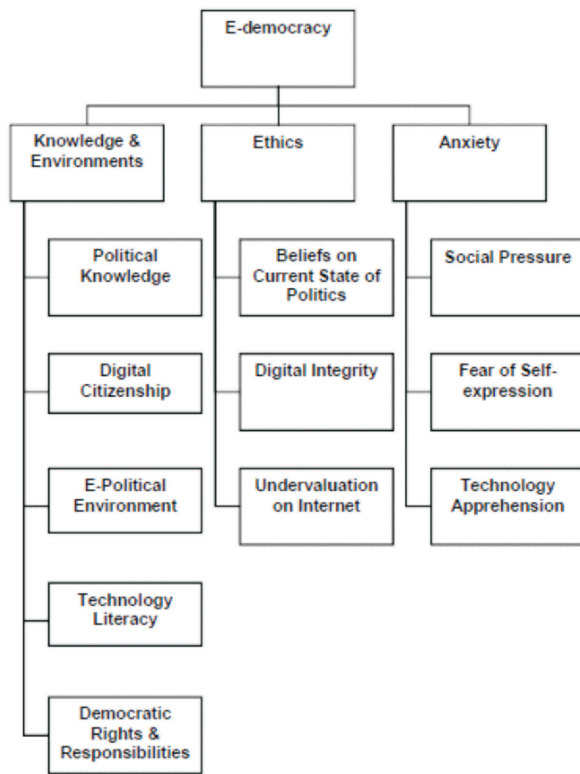 E-democracy
Knowledge &
Environments
Ethics
Anxiety
Political
Knowledge
Beliefs on
Current State of
Politics
Social Pressure
Digital
Citizenship
Digital Integrity
Fear of Self-
expression
E-Political
Environment
Undervaluation
on Internet
Technology
Apprehension
Technology
Literacy
Democratic
Rights &
Responsibilities